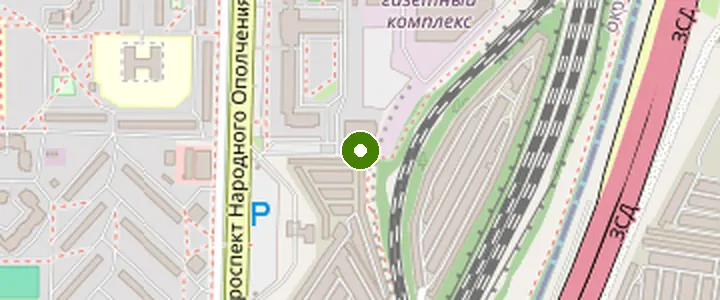 газетный
комплекс
проспект Народного Ополчения
Р
ЗСД
ЗСД